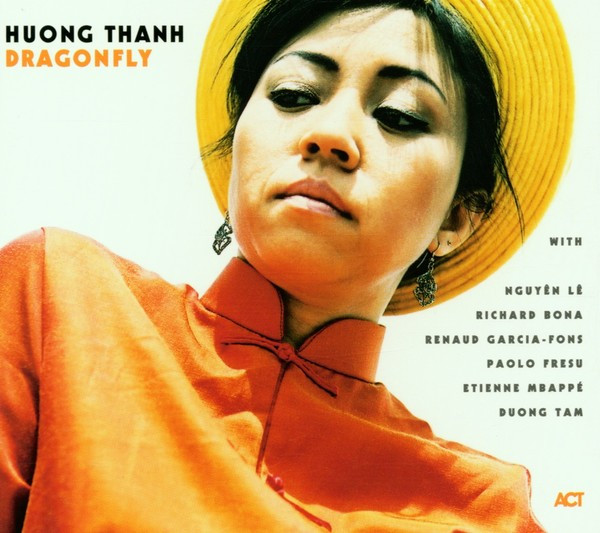 HUONG THANH
DRAGONFLY
WITH
NGUYÊN LÊ
RICHARD BONA
RENAUD GARCIA-FONS
PAOLO FRESU
ETIENNE MBAPPÉ
DUONG TAM
ACT